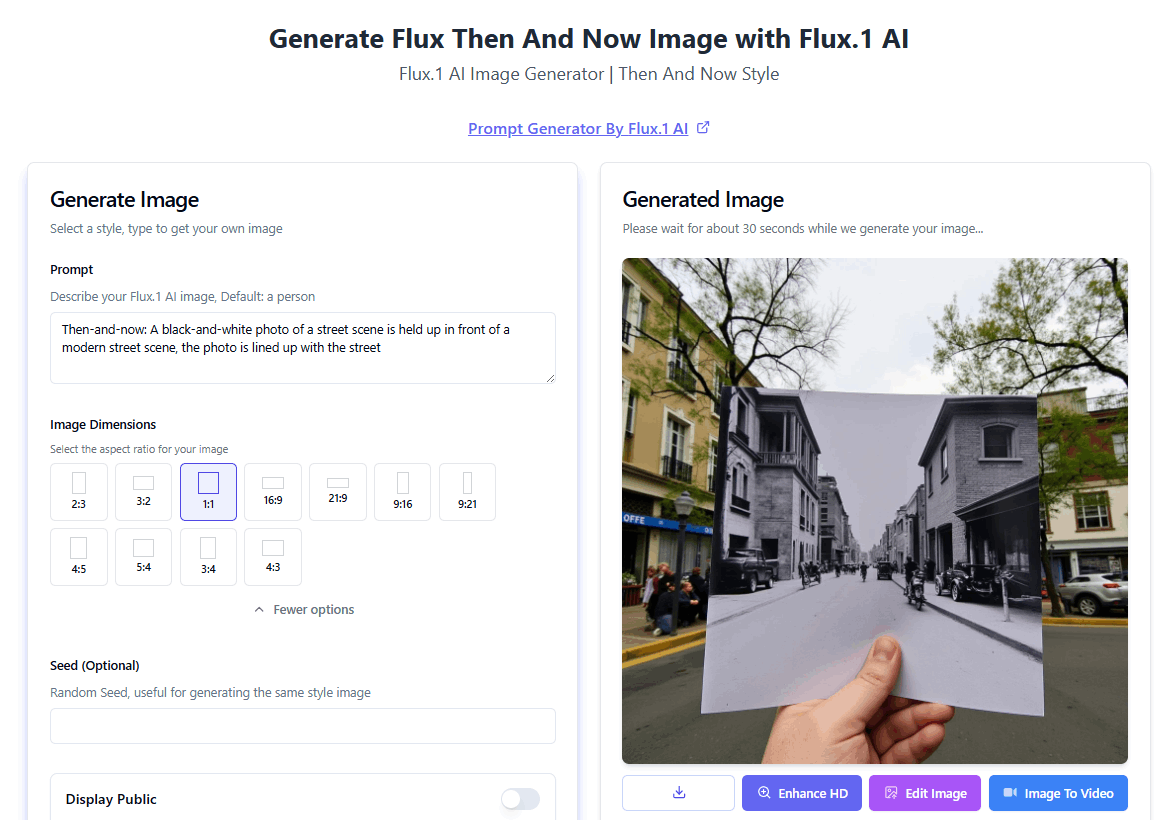 Generate Flux Then And Now Image with Flux.1 AI
Flux.1 AI Image Generator | Then And Now Style
Prompt Generator By Flux.1 AI
Generate Image
Select a style, type to get your own image
Prompt
Describe your Flux.1 AI image, Default: a person
Then-and-now: A black-and-white photo of a street scene is held up in front of a
modern street scene, the photo is lined up with the street
Image Dimensions
Select the aspect ratio for your image
2:3
3:2
1:1
16:9
21:9
9:16
9:21
4:5
5:4
3:4
4:3
Fewer options
Seed (Optional)
Random Seed, useful for generating the same style image
Display Public
Generated Image
Please wait for about 30 seconds while we generate your image...
OFFE
Enhance HD
Edit Image
Image To Video